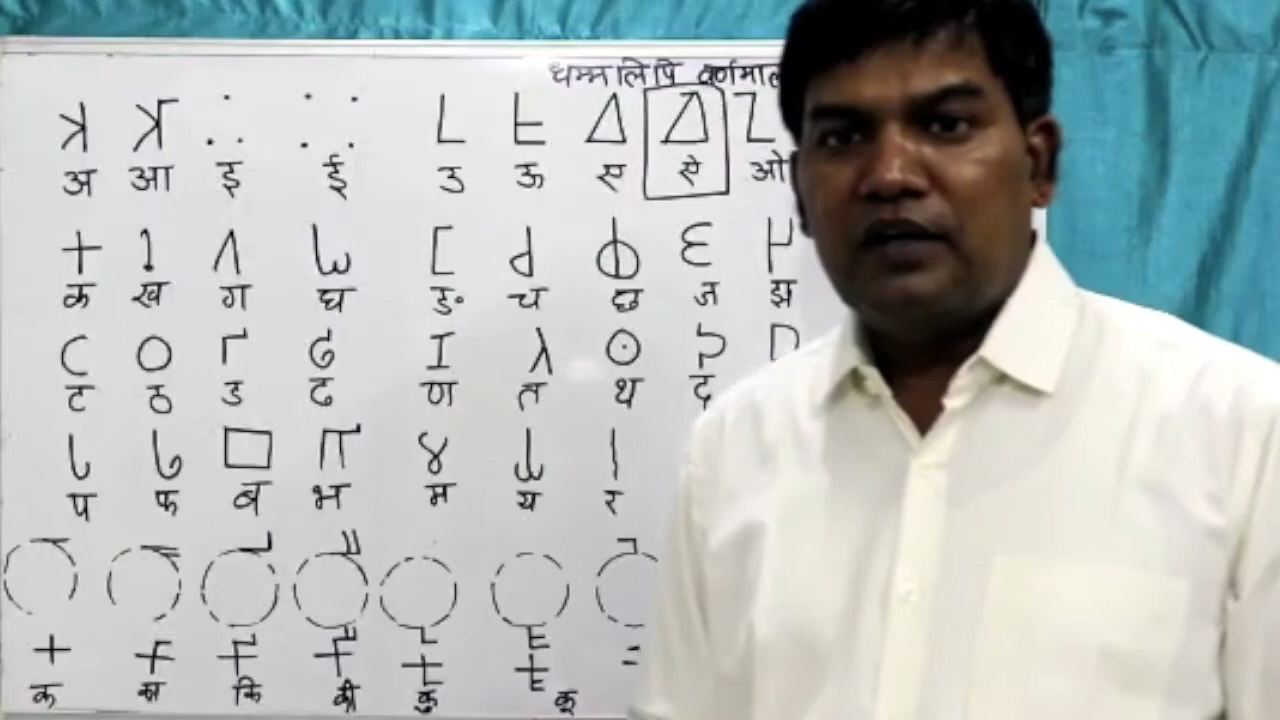 धम्मलिपि वर्णमाल
𑀅 𑀆 𑀇 𑀈 𑀉 𑀊 𑀏 𑀐 𑀑
अ आ इ ई उ ऊ ए ऐ ओ
𑀓 𑀔 𑀕 𑀖 𑀗 𑀘 𑀙 𑀚 𑀛
क ख ग घ ङ च छ ज झ
𑀝 𑀞 𑀟 𑀠 𑀡 𑀢 𑀣 𑀤 𑀥
ट ठ ड ढ ण त थ द
𑀧 𑀨 𑀩 𑀪 𑀫 𑀬 𑀭
प फ ब भ म य र
𑀓 𑀓𑀸 𑀓𑀺 𑀓𑀻 𑀓𑀼 𑀓𑀽
क का कि की कु कू